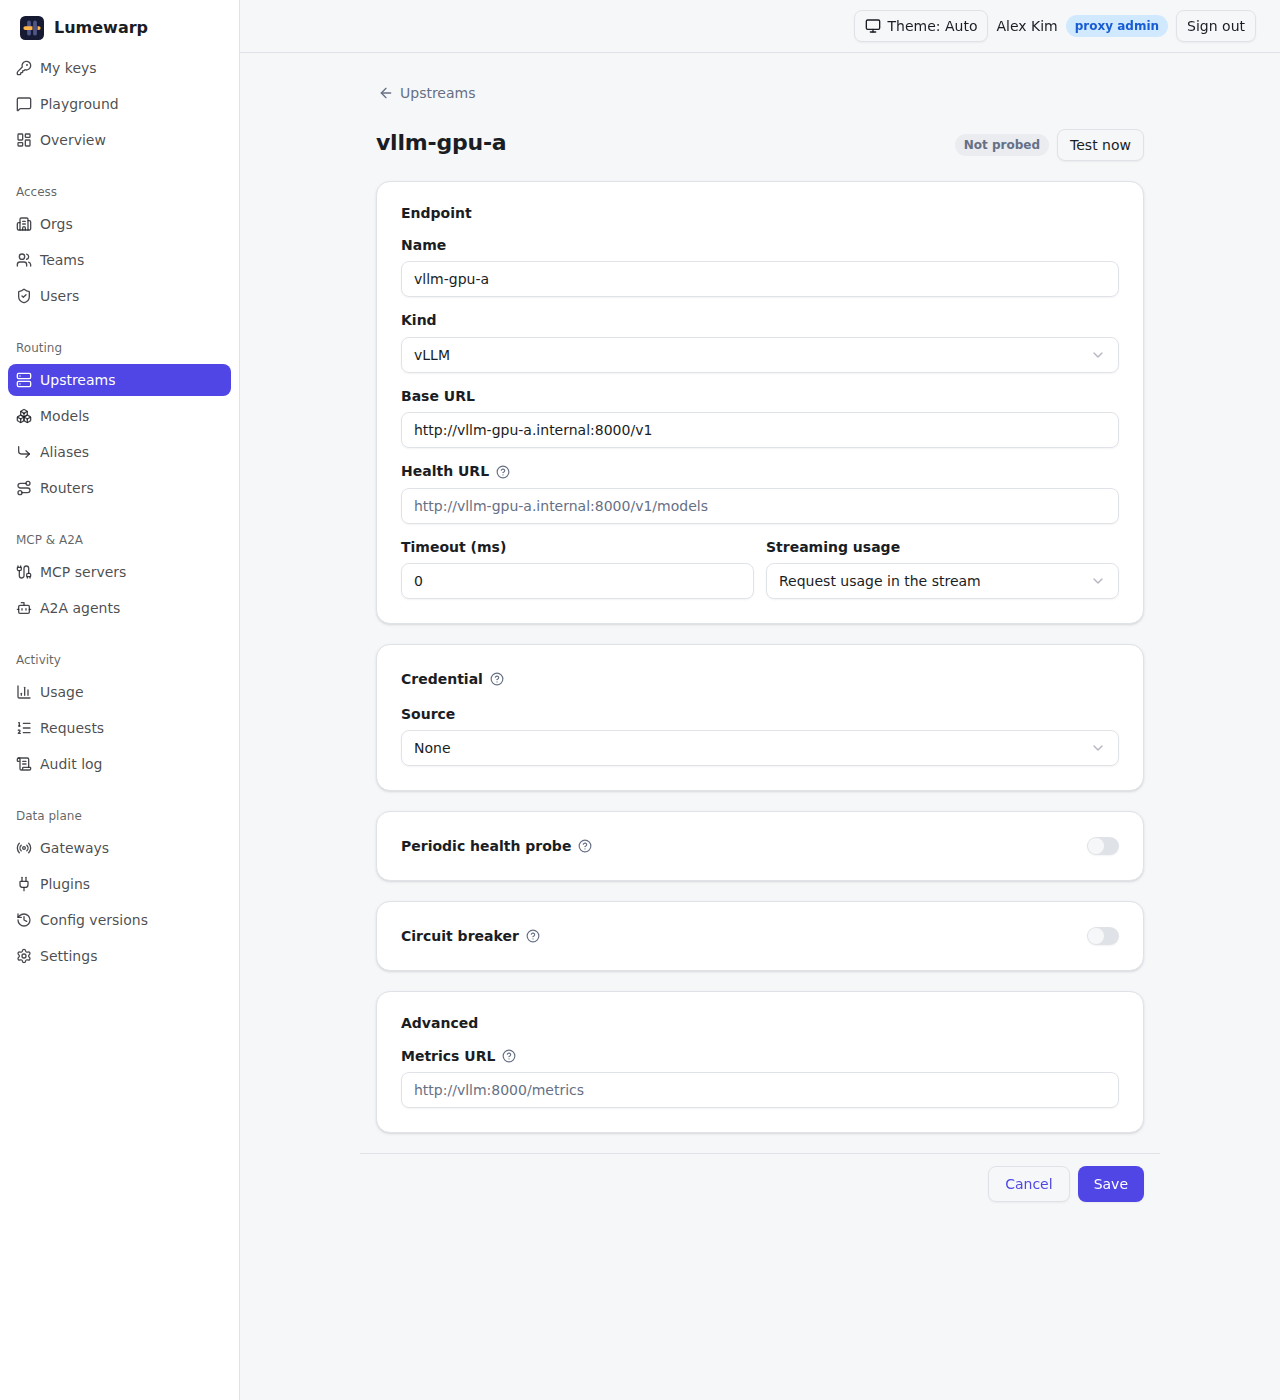 Lumewarp
Theme: Auto
Alex Kim
proxy admin
Sign out
My keys
Playground
Overview
Access
Orgs
Teams
Users
Routing
Upstreams
Models
Aliases
Routers
MCP & A2A
MCP servers
A2A agents
Activity
Usage
Requests
Audit log
Data plane
Gateways
Plugins
Config versions
Settings
Upstreams
vllm-gpu-a
Not probed
Test now
Endpoint
Name
vllm-gpu-a
Kind
vLLM
Base URL
http://vllm-gpu-a.internal:8000/v1
Health URL
http://vllm-gpu-a.internal:8000/v1/models
Timeout (ms)
Streaming usage
0
Request usage in the stream
Credential
Source
None
Periodic health probe
Circuit breaker
Advanced
Metrics URL
http://vllm:8000/metrics
Cancel
Save